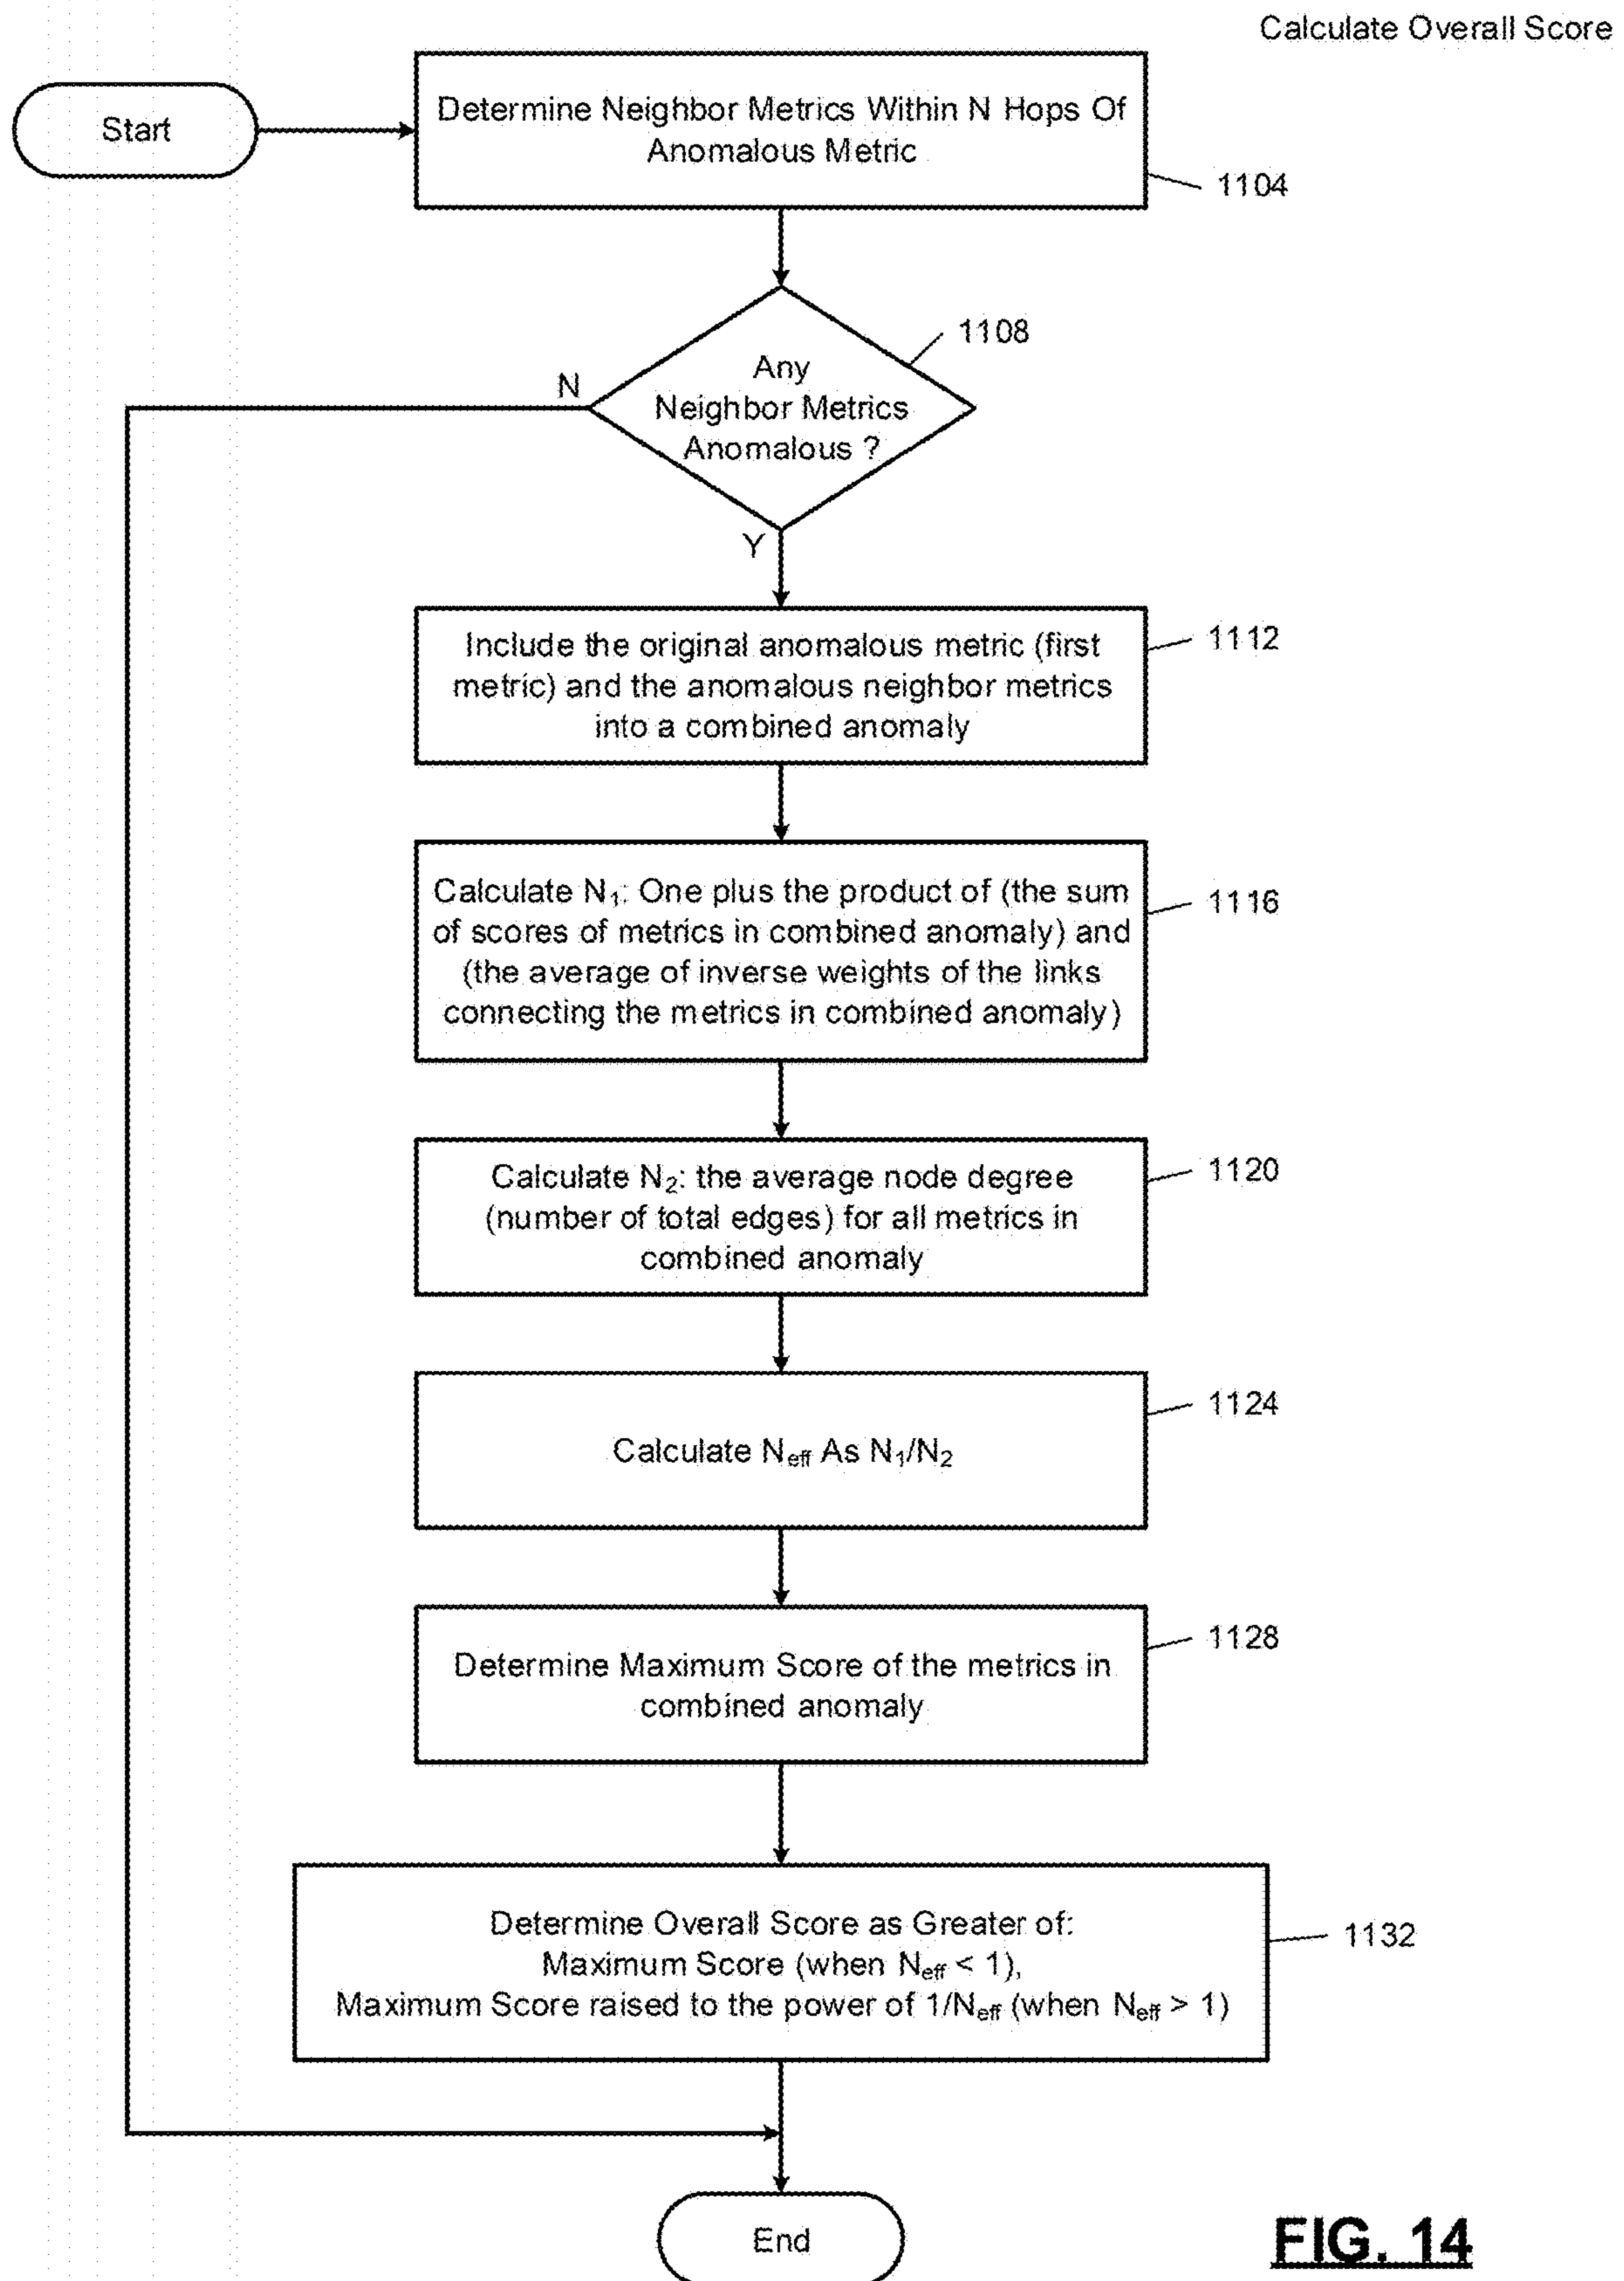 Calculate Overall Score
Start
Determine Neighbor Metrics Within N Hops Of
Anomalous Metric
1104
1108
Any
Neighbor Metrics
Anomalous ?
N
Y
Include the original anomalous metric (first
metric) and the anomalous neighbor metrics
into a combined anomaly
1112
Calculate N₁: One plus the product of (the sum
of scores of metrics in combined anomaly) and
(the average of inverse weights of the links
connecting the metrics in combined anomaly)
1116
Calculate N₂: the average node degree
(number of total edges) for all metrics in
combined anomaly
1120
Calculate Neff As N₁/N₂
1124
Determine Maximum Score of the metrics in
combined anomaly
1128
Determine Overall Score as Greater of:
Maximum Score (when Neff < 1),
Maximum Score raised to the power of 1/Neff (when Neff > 1)
1132
End
FIG. 14